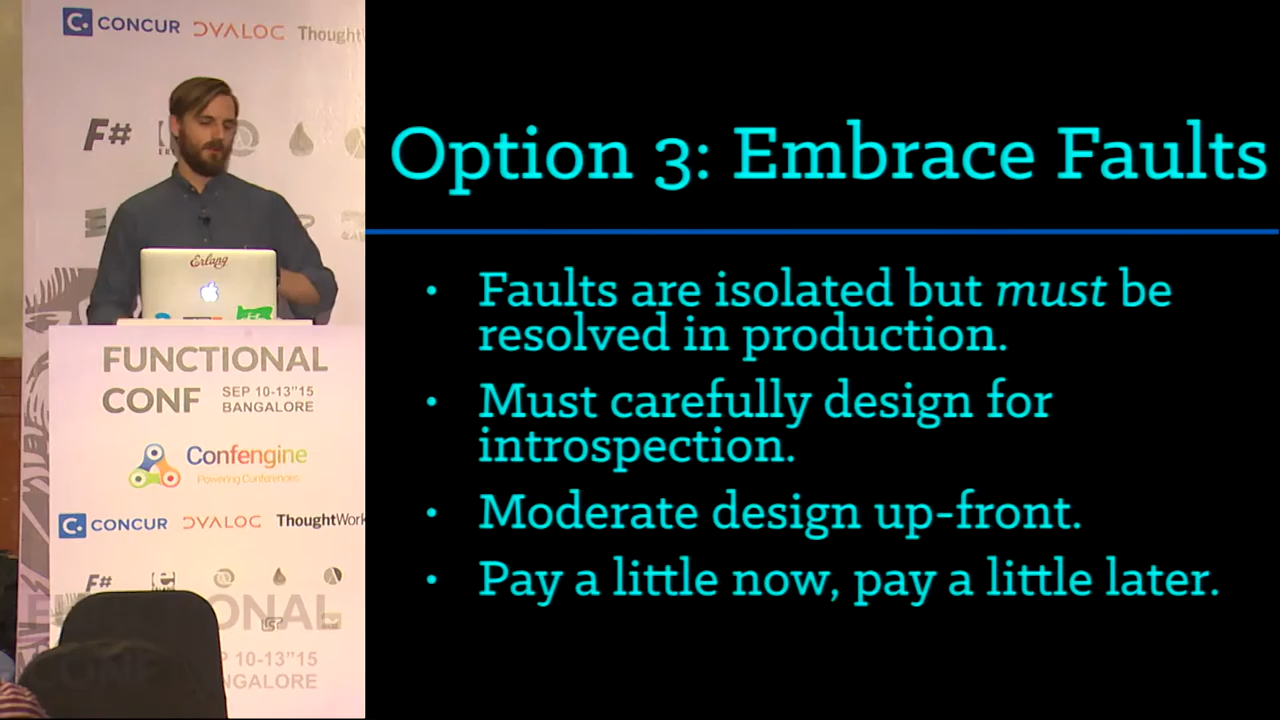 CONCUR
DVALOC
Thought
F#
Erlang
FUNCTIONAL
CONF
SEP 10-13"15
BANGALORE
Confengine
Powering Conferences
CONCUR
DVALOC
ThoughtWork
F#
ONAL
10-13"15
NGALORE
Option 3: Embrace Faults
• Faults are isolated but must be
resolved in production.
• Must carefully design for
introspection.
• Moderate design up-front.
• Pay a little now, pay a little later.